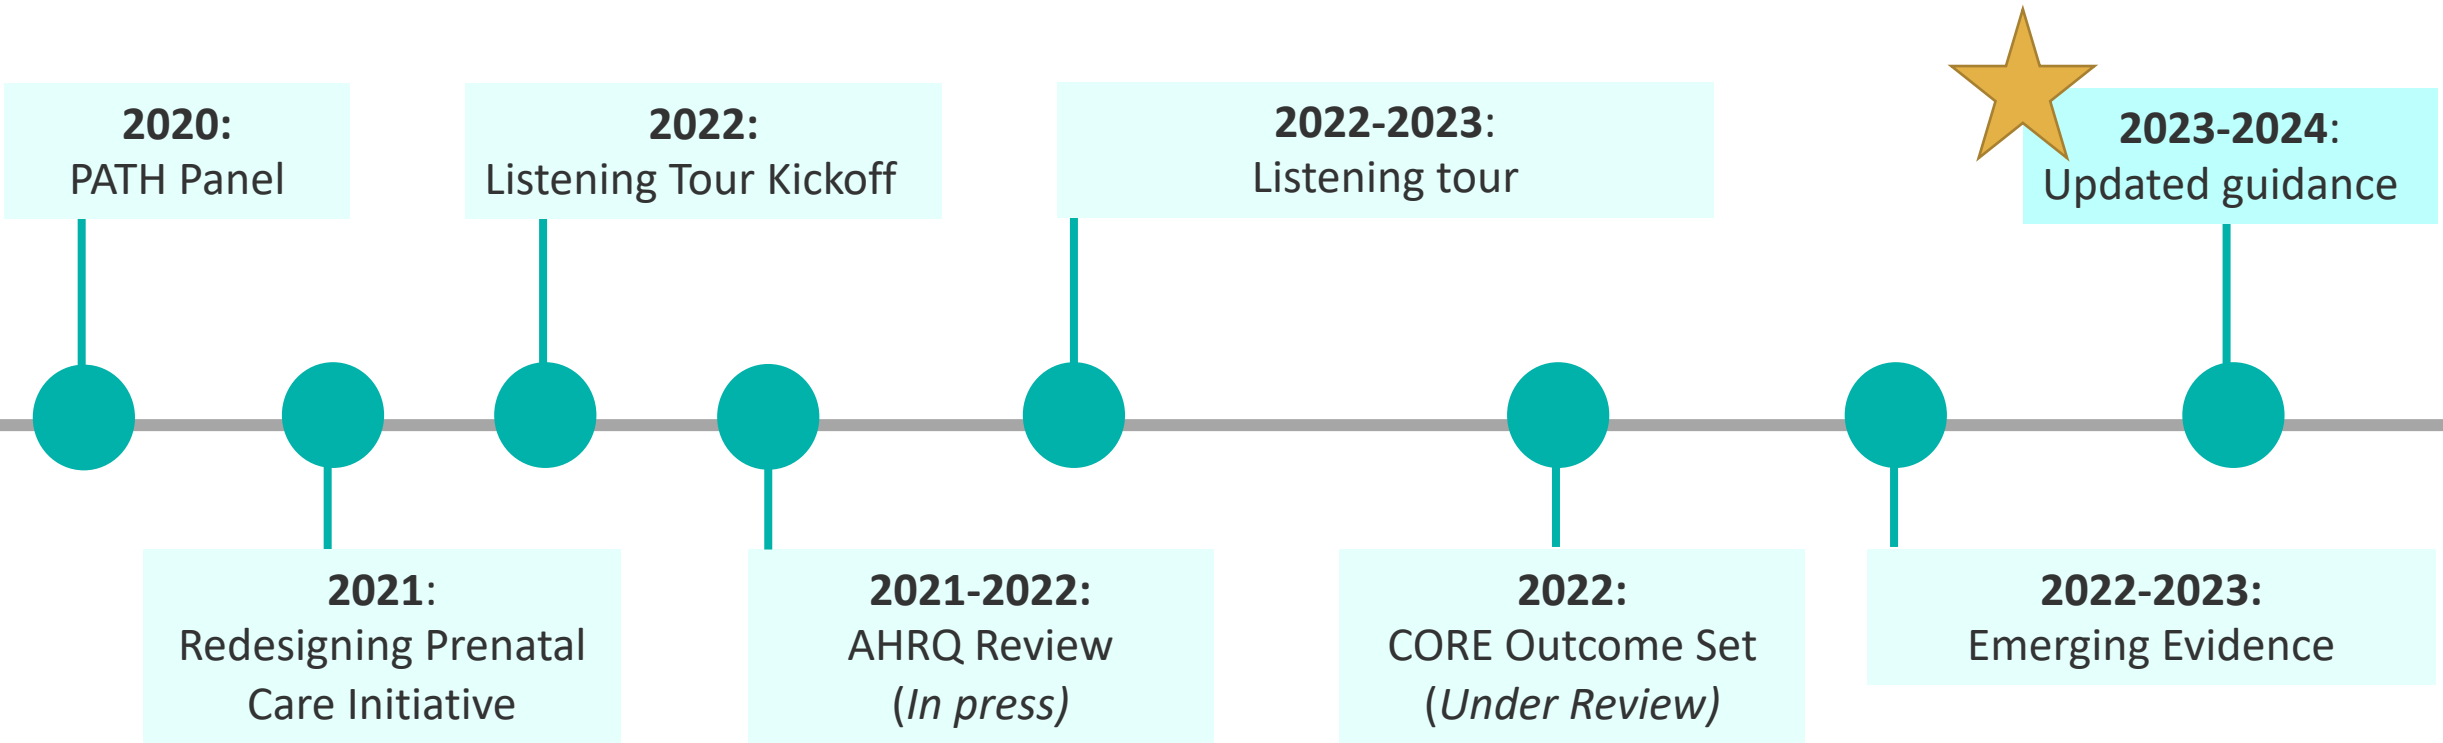 2020:
PATH Panel
2022:
Listening Tour Kickoff
2022-2023:
Listening tour
2023-2024:
Updated guidance
2021:
Redesigning Prenatal
Care Initiative
2021-2022:
AHRQ Review
(In press)
2022:
CORE Outcome Set
(Under Review)
2022-2023:
Emerging Evidence